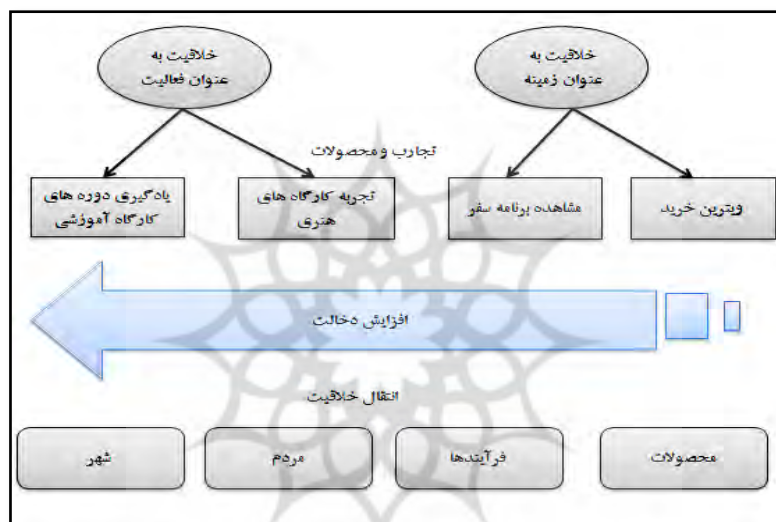 خلاقیت به
عنوان زمینه
خلاقیت به
عنوان فعالیت
تجارب و محصولات
ویترین خرید
مشاهده برنامه سفر
تجربه کارگاه های
هنری
یادگیری دوره های
کارگاه آموزشی
افزایش دخالت
انتقال خلاقیت
محصولات
فرآیندها
مردم
شهر